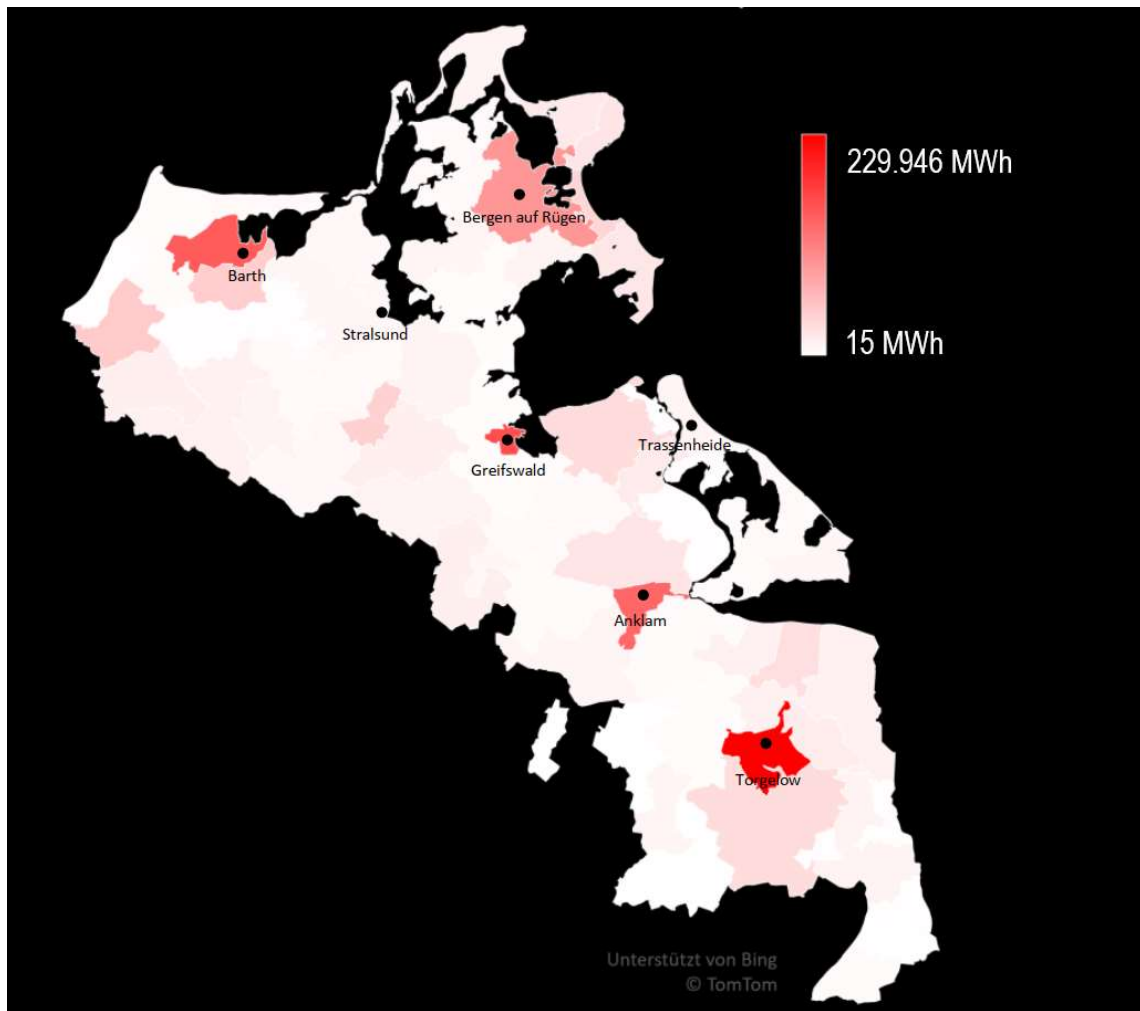 229.946 MWh
Bergen auf Rügen
Barth
Stralsund
15 MWh
Trassenheide
Greifswald
Anklam
Torgelow
Unterstützt von Bing
© TomTom